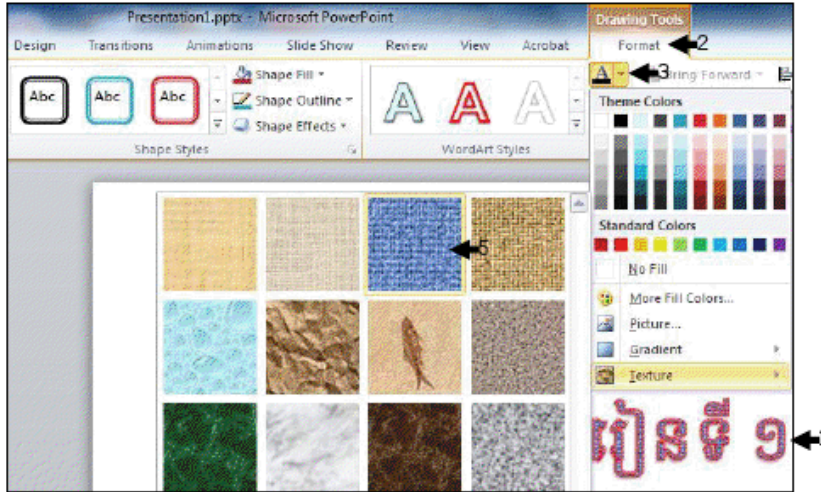 Presentation1.pptx - Microsoft PowerPoint
Drawing Tools
Design Transitions Animations Slide Show Review View Acrobat Format 2
Abc Abc Abc
Shape Fill
Shape Outline
Shape Effects
A A A
A 3 Bring Forward
Shape Styles WordArt Styles
Theme Colors
Standard Colors
No Fill
More Fill Colors...
Picture...
Gradient
Texture
5
រៀនទី ១